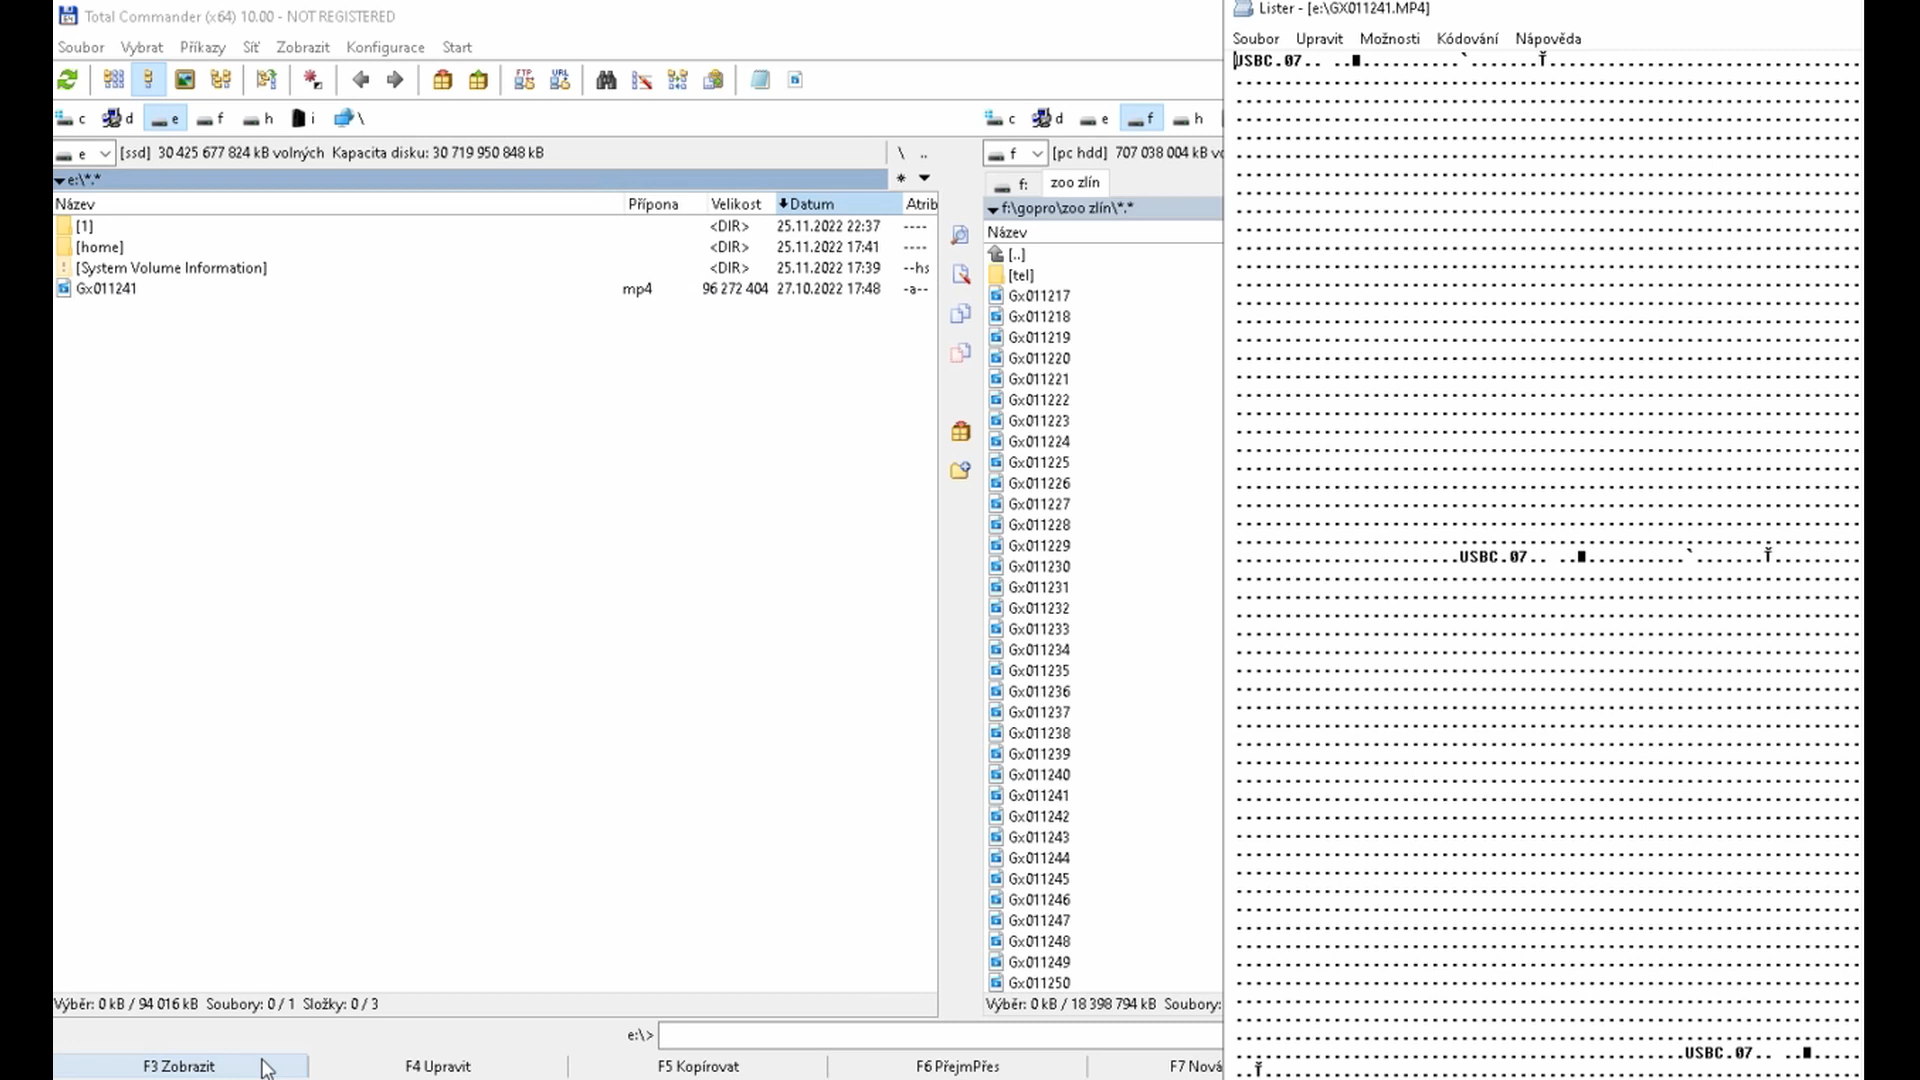 Total Commander (x64) 10.00 - NOT REGISTERED
Soubor Vybrat Příkazy Síť Zobrazit Konfigurace Start
FTP URL
c d e f h i \
e [ssd] 30 425 677 824 kB volných Kapacita disku: 30 719 950 848 kB \ ..
e:\*.* *
Název Přípona Velikost Datum Atrib
[1] <DIR> 25.11.2022 22:37 ----
[home] <DIR> 25.11.2022 17:41 ----
[System Volume Information] <DIR> 25.11.2022 17:39 --hs
Gx011241 mp4 96 272 404 27.10.2022 17:48 -a--
Výběr: 0 kB / 94 016 kB Soubory: 0 / 1 Složky: 0 / 3
c d e f h
f [pc hdd] 707 038 004 kB vo
f: zoo zlín
f:\gopro\zoo zlín\*.*
Název
[..]
[tel]
Gx011217
Gx011218
Gx011219
Gx011220
Gx011221
Gx011222
Gx011223
Gx011224
Gx011225
Gx011226
Gx011227
Gx011228
Gx011229
Gx011230
Gx011231
Gx011232
Gx011233
Gx011234
Gx011235
Gx011236
Gx011237
Gx011238
Gx011239
Gx011240
Gx011241
Gx011242
Gx011243
Gx011244
Gx011245
Gx011246
Gx011247
Gx011248
Gx011249
Gx011250
Výběr: 0 kB / 18 398 794 kB Soubory:
e:\>
F3 Zobrazit F4 Upravit F5 Kopírovat F6 PřejmPřes F7 Nová
Lister - [e:\GX011241.MP4]
Soubor Upravit Možnosti Kódování Nápověda
USBC.07.. ..■..........`.......Ť
USBC.07.. ..■..........`.......Ť
USBC.07.. ..■.....
..Ť